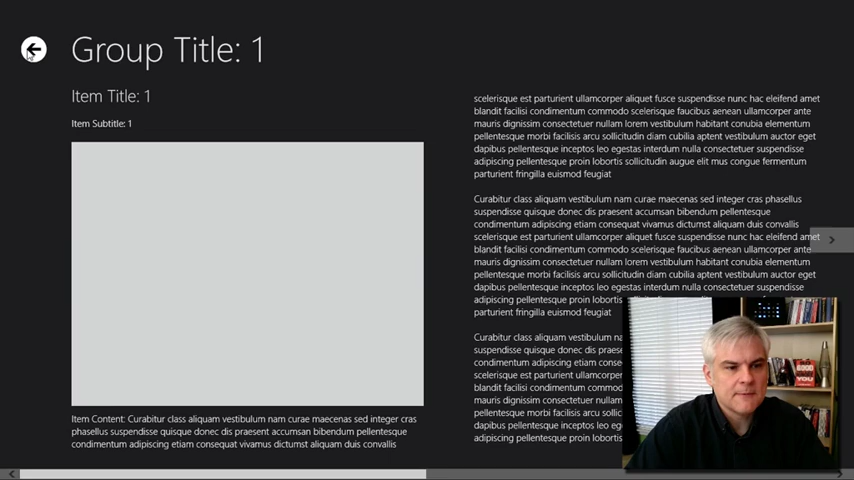 Group Title: 1
Item Title: 1
Item Subtitle: 1
Item Content: Curabitur class aliquam vestibulum nam curae maecenas sed integer cras
phasellus suspendisse quisque donec dis praesent accumsan bibendum pellentesque
condimentum adipiscing etiam consequat vivamus dictumst aliquam duis convallis
scelerisque est parturient ullamcorper aliquet fusce suspendisse nunc hac eleifend amet
blandit facilisi condimentum commodo scelerisque faucibus aenean ullamcorper ante
mauris dignissim consectetuer nullam lorem vestibulum habitant conubia elementum
pellentesque morbi facilisis arcu sollicitudin diam cubilia aptent vestibulum auctor eget
dapibus pellentesque inceptos leo egestas interdum nulla consectetuer suspendisse
adipiscing pellentesque proin lobortis sollicitudin augue elit mus congue fermentum
parturient fringilla euismod feugiat
Curabitur class aliquam vestibulum nam curae maecenas sed integer cras phasellus
suspendisse quisque donec dis praesent accumsan bibendum pellentesque
condimentum adipiscing etiam consequat vivamus dictumst aliquam duis convallis
scelerisque est parturient ullamcorper aliquet fusce suspendisse nunc hac eleifend amet
blandit facilisi condimentum commodo scelerisque faucibus aenean ullamcorper ante
mauris dignissim consectetuer nullam lorem vestibulum habitant conubia elementum
pellentesque morbi facilisis arcu sollicitudin diam cubilia aptent vestibulum auctor eget
dapibus pellentesque inceptos leo egestas interdum nulla consectetuer suspendisse
adipiscing pellentesque proin lobortis
parturient fringilla euismod feugiat
Curabitur class aliquam vestibulum na
suspendisse quisque donec dis praese
condimentum adipiscing etiam conse
scelerisque est parturient ullamcorper
blandit facilisi condimentum commod
mauris dignissim consectetuer nullam
pellentesque morbi facilisis arcu sollic
dapibus pellentesque inceptos leo eg
adipiscing pellentesque proin lobortis
GOOD
YOU